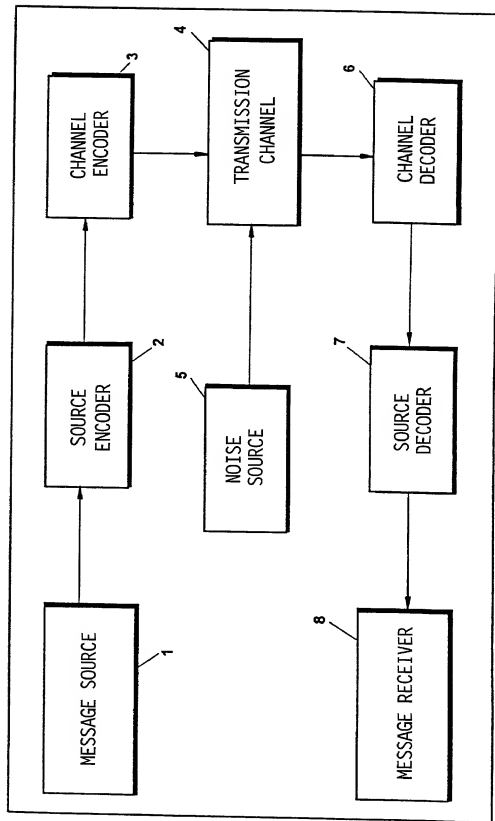 MESSAGE SOURCE
1
SOURCE
ENCODER
2
CHANNEL
ENCODER
3
TRANSMISSION
CHANNEL
4
NOISE
SOURCE
5
CHANNEL
DECODER
6
SOURCE
DECODER
7
MESSAGE RECEIVER
8